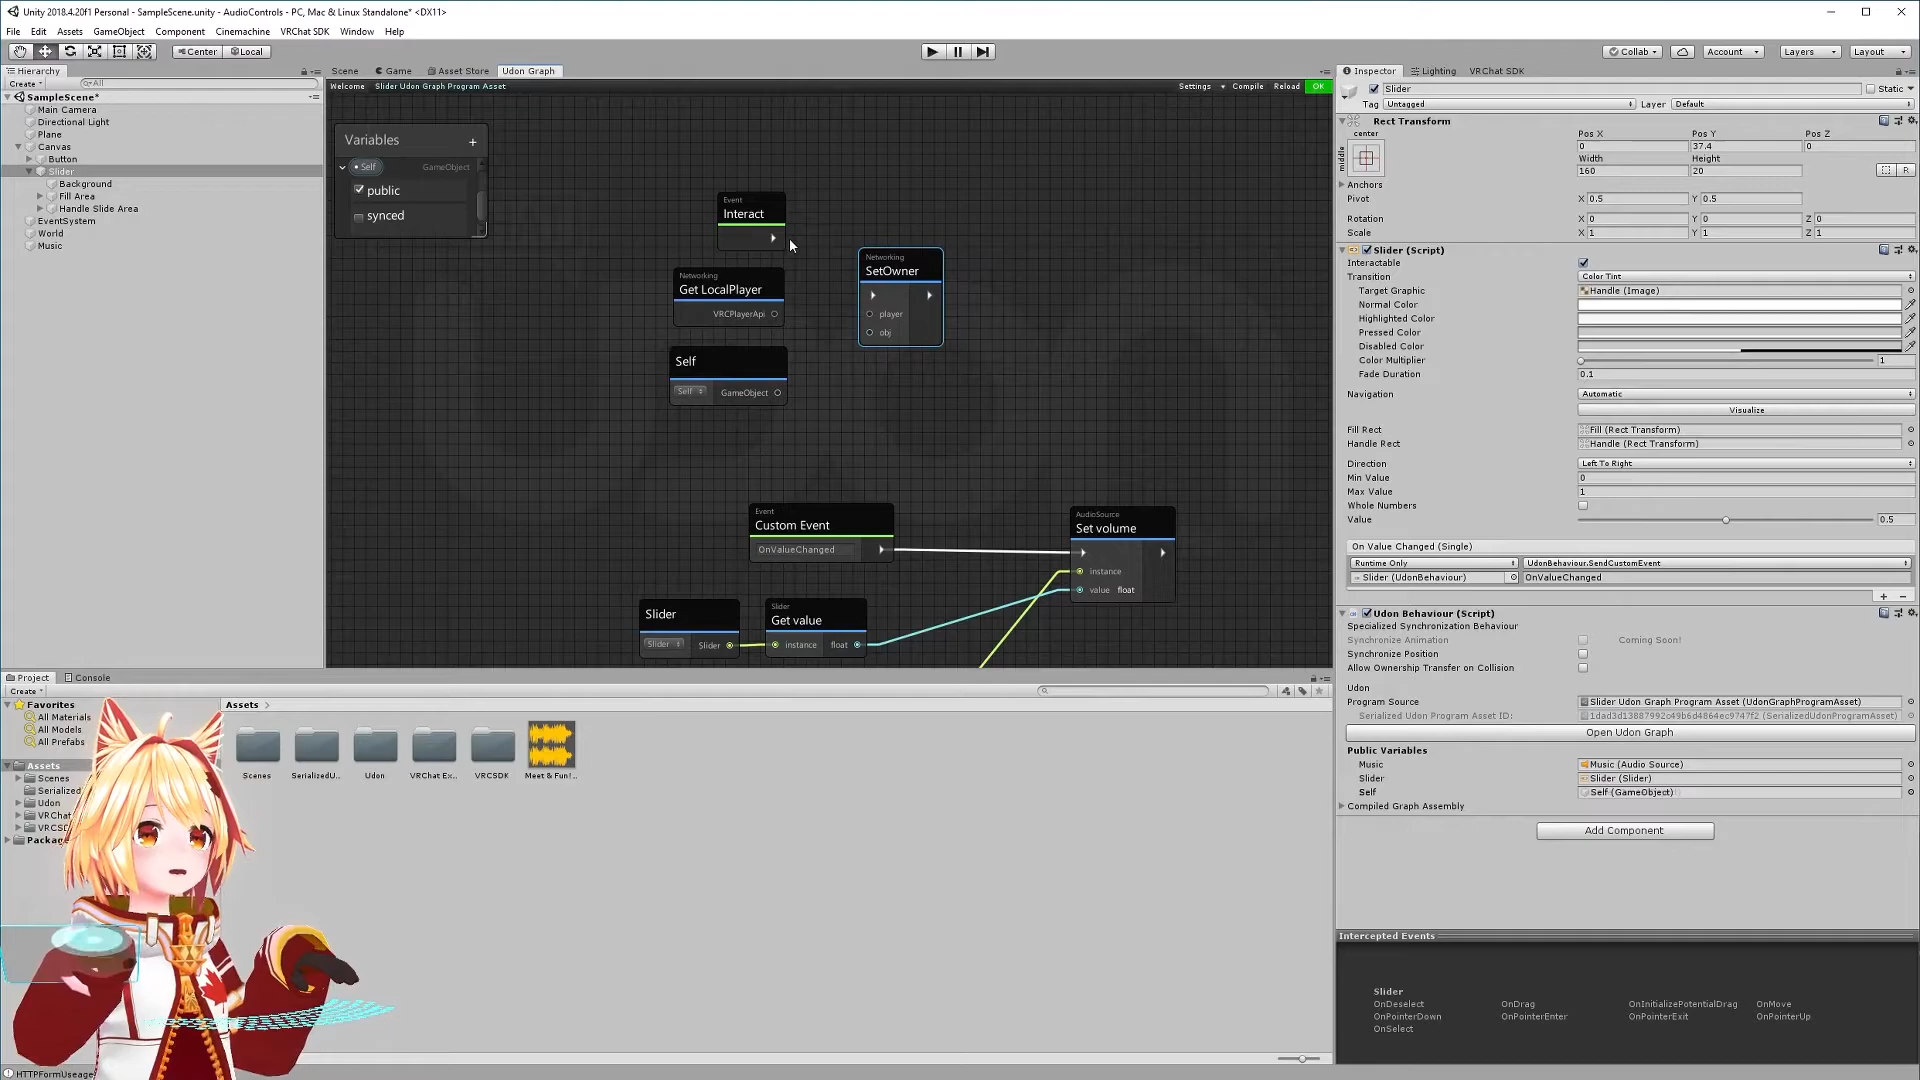 Unity 2018.4.20f1 Personal - SampleScene.unity - AudioControls - PC, Mac & Linux Standalone* <DX11>
File Edit Assets GameObject Component Cinemachine VRChat SDK Window Help
Center Local Collab Account Layers Layout
Hierarchy
Create All
SampleScene*
Main Camera
Directional Light
Plane
Canvas
Button
Slider
Background
Fill Area
Handle Slide Area
EventSystem
World
Music
Scene Game Asset Store Udon Graph
Welcome Slider Udon Graph Program Asset Settings Compile Reload OK
Variables +
Self GameObject
public
synced
Event
Interact
Networking
Get LocalPlayer
VRCPlayerApi
Self
Self GameObject
Networking
SetOwner
player
obj
Event
Custom Event
OnValueChanged
AudioSource
Set volume
instance
value float
Slider
Slider Slider
Slider
Get value
instance float
Inspector Lighting VRChat SDK
Slider Static
Tag Untagged Layer Default
Rect Transform
center Pos X Pos Y Pos Z
middle 0 37.4 0
Width Height
160 20 R
Anchors
Pivot X 0.5 Y 0.5
Rotation X 0 Y 0 Z 0
Scale X 1 Y 1 Z 1
Slider (Script)
Interactable
Transition Color Tint
Target Graphic Handle (Image)
Normal Color
Highlighted Color
Pressed Color
Disabled Color
Color Multiplier 1
Fade Duration 0.1
Navigation Automatic
Visualize
Fill Rect Fill (Rect Transform)
Handle Rect Handle (Rect Transform)
Direction Left To Right
Min Value 0
Max Value 1
Whole Numbers
Value 0.5
On Value Changed (Single)
Runtime Only UdonBehaviour.SendCustomEvent
Slider (UdonBehaviour) OnValueChanged
+ −
Udon Behaviour (Script)
Specialized Synchronization Behaviour
Synchronize Animation Coming Soon!
Synchronize Position
Allow Ownership Transfer on Collision
Udon
Program Source Slider Udon Graph Program Asset (UdonGraphProgramAsset)
Serialized Udon Program Asset ID: (SerializedUdonProgramAsset)
Open Udon Graph
Public Variables
Music Music (Audio Source)
Slider Slider (Slider)
Self Self (GameObject)
Compiled Graph Assembly
Add Component
Intercepted Events
Slider
OnDeselect OnDrag OnInitializePotentialDrag OnMove
OnPointerDown OnPointerEnter OnPointerExit OnPointerUp
OnSelect
Project Console
Create
Favorites
All Materials
All Models
All Prefabs
Assets
Scenes
Serialized
Udon
VRChat
VRCS
Package
Assets
Scenes SerializedU... Udon VRChat Ex... VRCSDK Meet & Fun!...
HTTPFormUseage